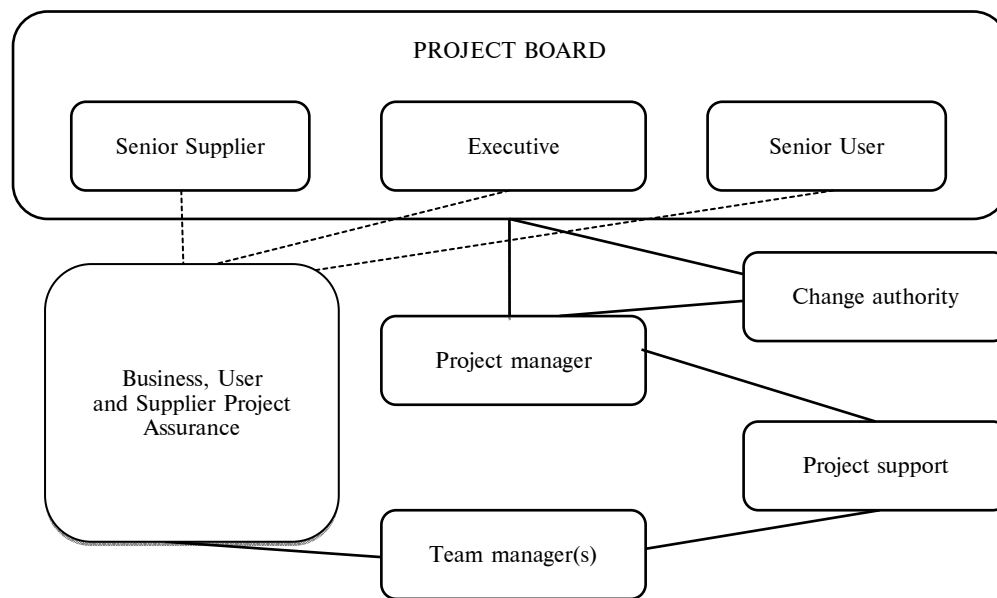 PROJECT BOARD
Senior Supplier
Executive
Senior User
Change authority
Project manager
Business, User
and Supplier Project
Assurance
Project support
Team manager(s)